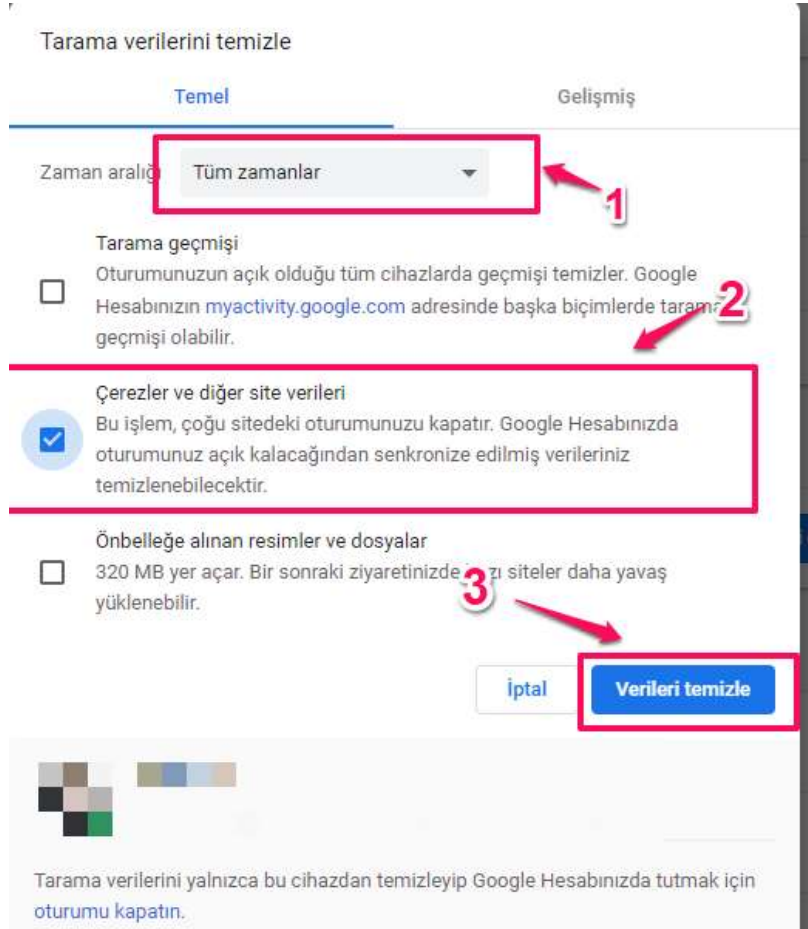 Tarama verilerini temizle
Temel
Gelişmiş
Zaman aralığı
Tüm zamanlar
1
Tarama geçmişi
Oturumunuzun açık olduğu tüm cihazlarda geçmişi temizler. Google
Hesabınızın myactivity.google.com adresinde başka biçimlerde tarama
geçmişi olabilir.
2
Çerezler ve diğer site verileri
Bu işlem, çoğu sitedeki oturumunuzu kapatır. Google Hesabınızda
oturumunuz açık kalacağından senkronize edilmiş verileriniz
temizlenebilecektir.
Önbelleğe alınan resimler ve dosyalar
320 MB yer açar. Bir sonraki ziyaretinizde siteler daha yavaş
yüklenebilir.
3
İptal
Verileri temizle
Tarama verilerini yalnızca bu cihazdan temizleyip Google Hesabınızda tutmak için
oturumu kapatın.